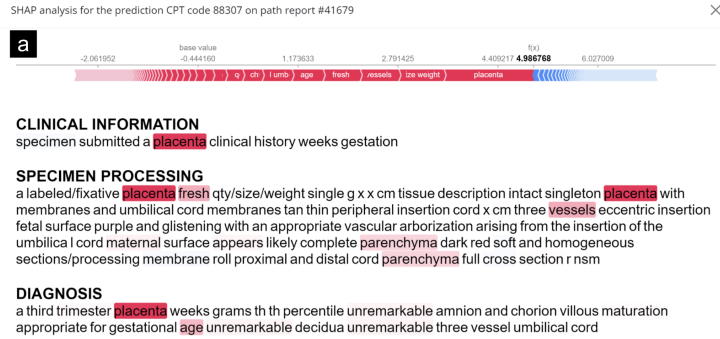 SHAP analysis for the prediction CPT code 88307 on path report #41679
a
base value
f(x)
-2.061952 -0.444160 1.173633 2.791425 4.409217 4.986768 6.027009
q ch l umb age fresh vessels ize weight placenta
CLINICAL INFORMATION
specimen submitted a placenta clinical history weeks gestation
SPECIMEN PROCESSING
a labeled/fixative placenta fresh qty/size/weight single g x x cm tissue description intact singleton placenta with
membranes and umbilical cord membranes tan thin peripheral insertion cord x cm three vessels eccentric insertion
fetal surface purple and glistening with an appropriate vascular arborization arising from the insertion of the
umbilica l cord maternal surface appears likely complete parenchyma dark red soft and homogeneous
sections/processing membrane roll proximal and distal cord parenchyma full cross section r nsm
DIAGNOSIS
a third trimester placenta weeks grams th th percentile unremarkable amnion and chorion villous maturation
appropriate for gestational age unremarkable decidua unremarkable three vessel umbilical cord